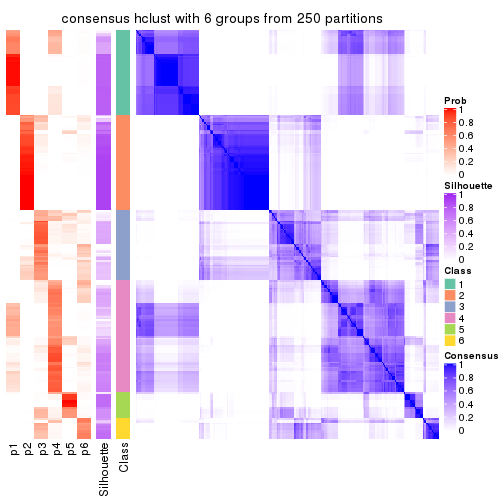 consensus hclust with 6 groups from 250 partitions
Prob
1
0.8
0.6
0.4
0.2
0
Silhouette
1
0.8
0.6
0.4
0.2
0
Class
1
2
3
4
5
6
Consensus
1
0.8
0.6
0.4
0.2
0
p1
p2
p3
p4
p5
p6
Silhouette
Class